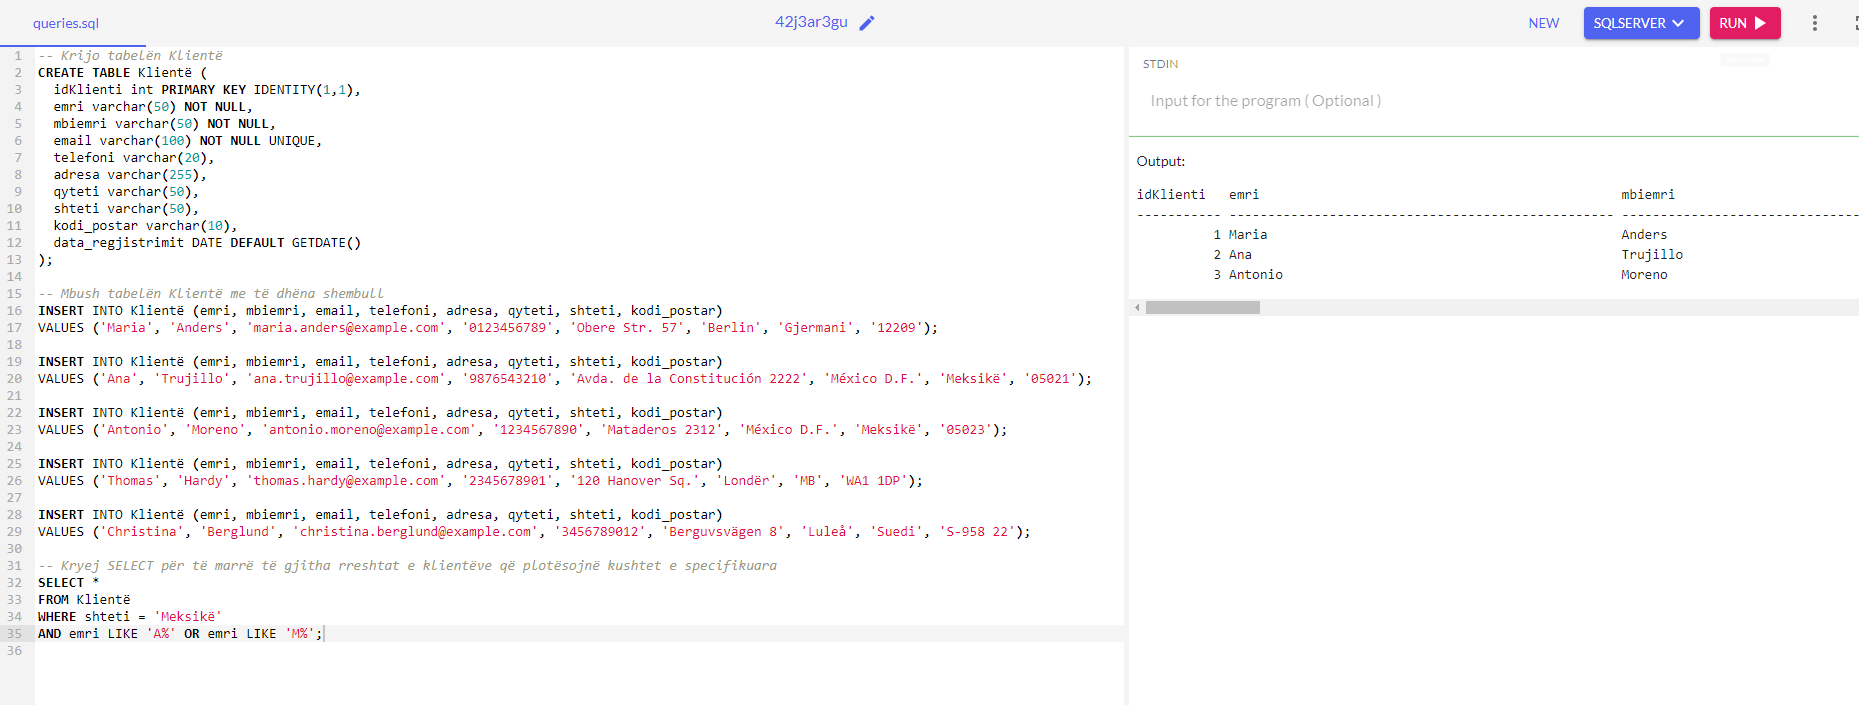 queries.sql
42j3ar3gu
NEW
SQLSERVER
RUN
1 -- Krijo tabelën Klientë
2 CREATE TABLE Klientë (
3 idKlienti int PRIMARY KEY IDENTITY(1,1),
4 emri varchar(50) NOT NULL,
5 mbiemri varchar(50) NOT NULL,
6 email varchar(100) NOT NULL UNIQUE,
7 telefoni varchar(20),
8 adresa varchar(255),
9 qyteti varchar(50),
10 shteti varchar(50),
11 kodi_postar varchar(10),
12 data_regjistrimit DATE DEFAULT GETDATE()
13 );
14
15 -- Mbush tabelën Klientë me të dhëna shembull
16 INSERT INTO Klientë (emri, mbiemri, email, telefoni, adresa, qyteti, shteti, kodi_postar)
17 VALUES ('Maria', 'Anders', 'maria.anders@example.com', '0123456789', 'Obere Str. 57', 'Berlin', 'Gjermani', '12209');
18
19 INSERT INTO Klientë (emri, mbiemri, email, telefoni, adresa, qyteti, shteti, kodi_postar)
20 VALUES ('Ana', 'Trujillo', 'ana.trujillo@example.com', '9876543210', 'Avda. de la Constitución 2222', 'México D.F.', 'Meksikë', '05021');
21
22 INSERT INTO Klientë (emri, mbiemri, email, telefoni, adresa, qyteti, shteti, kodi_postar)
23 VALUES ('Antonio', 'Moreno', 'antonio.moreno@example.com', '1234567890', 'Mataderos 2312', 'México D.F.', 'Meksikë', '05023');
24
25 INSERT INTO Klientë (emri, mbiemri, email, telefoni, adresa, qyteti, shteti, kodi_postar)
26 VALUES ('Thomas', 'Hardy', 'thomas.hardy@example.com', '2345678901', '120 Hanover Sq.', 'Londër', 'MB', 'WA1 1DP');
27
28 INSERT INTO Klientë (emri, mbiemri, email, telefoni, adresa, qyteti, shteti, kodi_postar)
29 VALUES ('Christina', 'Berglund', 'christina.berglund@example.com', '3456789012', 'Berguvsvägen 8', 'Luleå', 'Suedi', 'S-958 22');
30
31 -- Kryej SELECT për të marrë të gjitha rreshtat e klientëve që plotësojnë kushtet e specifikuara
32 SELECT *
33 FROM Klientë
34 WHERE shteti = 'Meksikë'
35 AND emri LIKE 'A%' OR emri LIKE 'M%';
36
STDIN
Input for the program ( Optional )
Output:
idKlienti emri mbiemri
----------- -------------------------------------------------- -------------------------------
1 Maria Anders
2 Ana Trujillo
3 Antonio Moreno